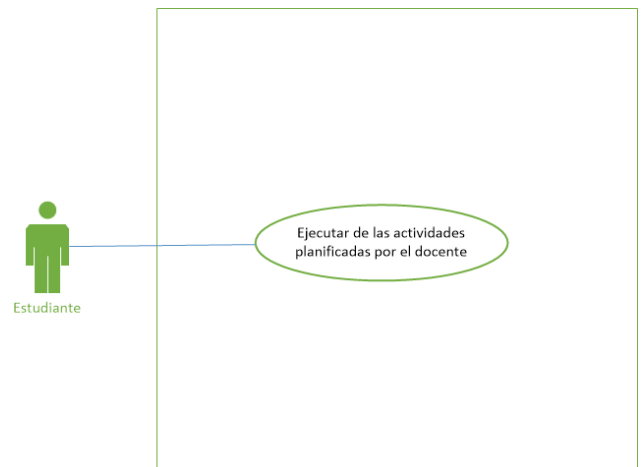 Ejecutar de las actividades
planificadas por el docente
Estudiante